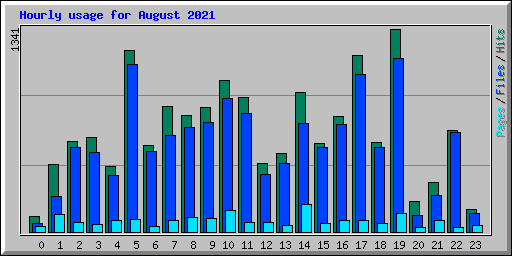 Hourly usage for August 2021
1341
Pages/Files/Hits
0 1 2 3 4 5 6 7 8 9 10 11 12 13 14 15 16 17 18 19 20 21 22 23